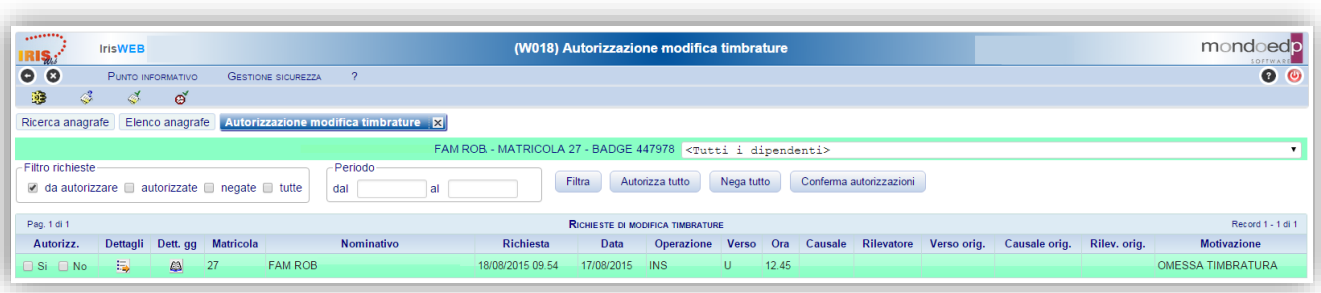 IRIS IrisWEB (W018) Autorizzazione modifica timbrature mondoedp
SOFTWARE
PUNTO INFORMATIVO GESTIONE SICUREZZA ?
Ricerca anagrafe Elenco anagrafe Autorizzazione modifica timbrature
FAM ROB. - MATRICOLA 27 - BADGE 447978 <Tutti i dipendenti>
Filtro richieste Periodo
da autorizzare autorizzate negate tutte dal al Filtra Autorizza tutto Nega tutto Conferma autorizzazioni
Pag. 1 di 1 RICHIESTE DI MODIFICA TIMBRATURE Record 1 - 1 di 1
Autorizz. Dettagli Dett. gg Matricola Nominativo Richiesta Data Operazione Verso Ora Causale Rilevatore Verso orig. Causale orig. Rilev. orig. Motivazione
Si No 27 FAM ROB 18/08/2015 09.54 17/08/2015 INS U 12.45 OMESSA TIMBRATURA